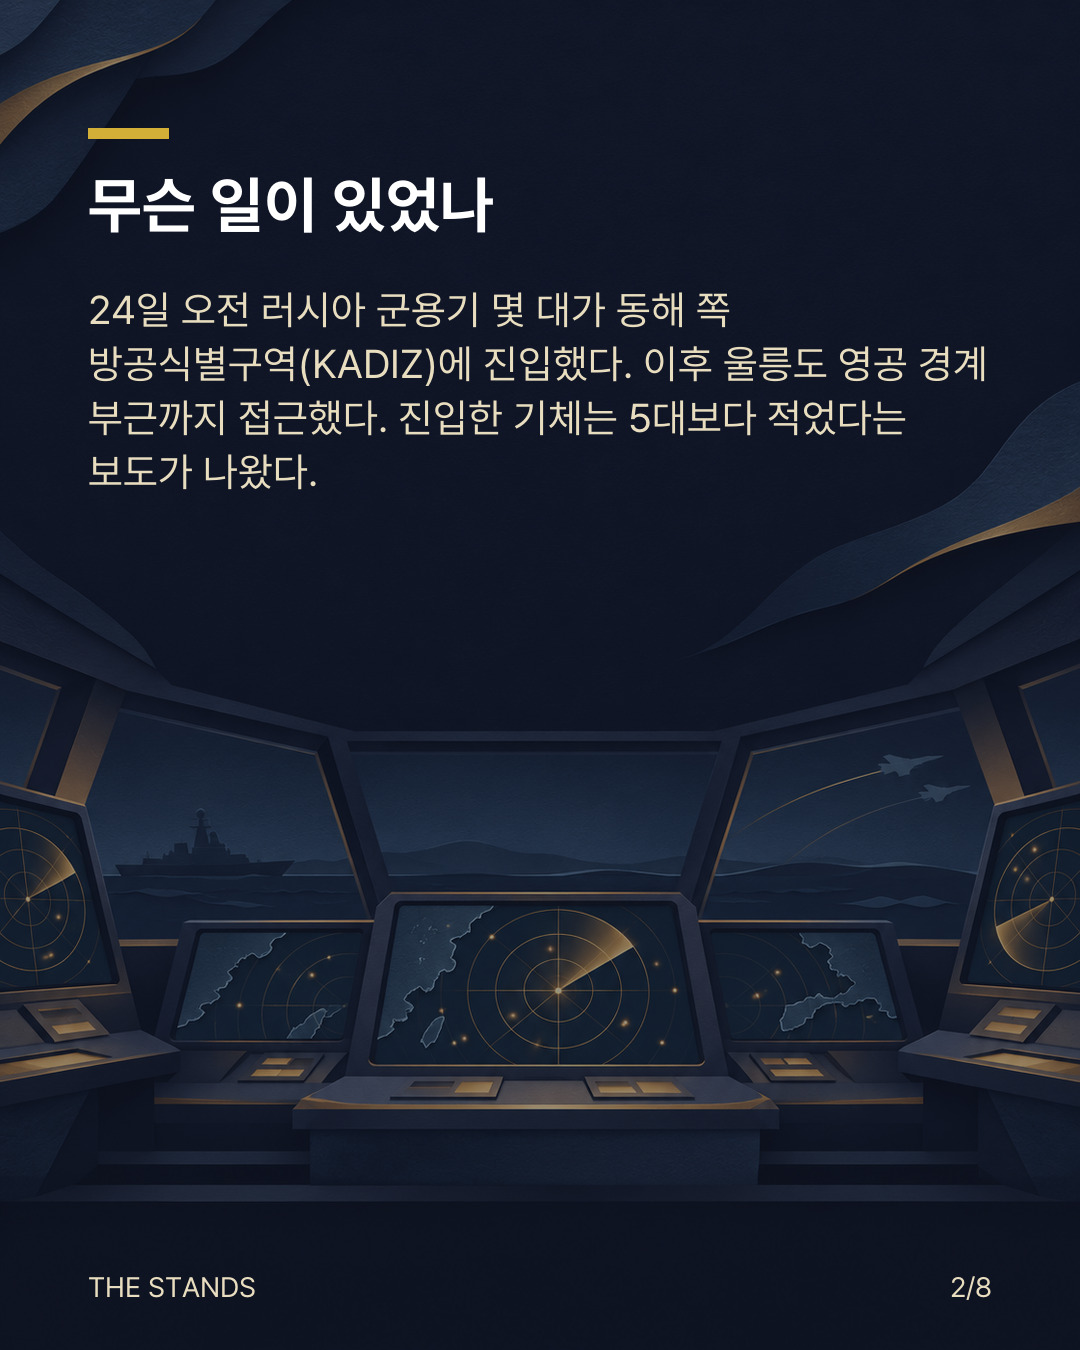 무슨 일이 있었나
24일 오전 러시아 군용기 몇 대가 동해 쪽
방공식별구역(KADIZ)에 진입했다. 이후 울릉도 영공 경계
부근까지 접근했다. 진입한 기체는 5대보다 적었다는
보도가 나왔다.
THE STANDS
2/8